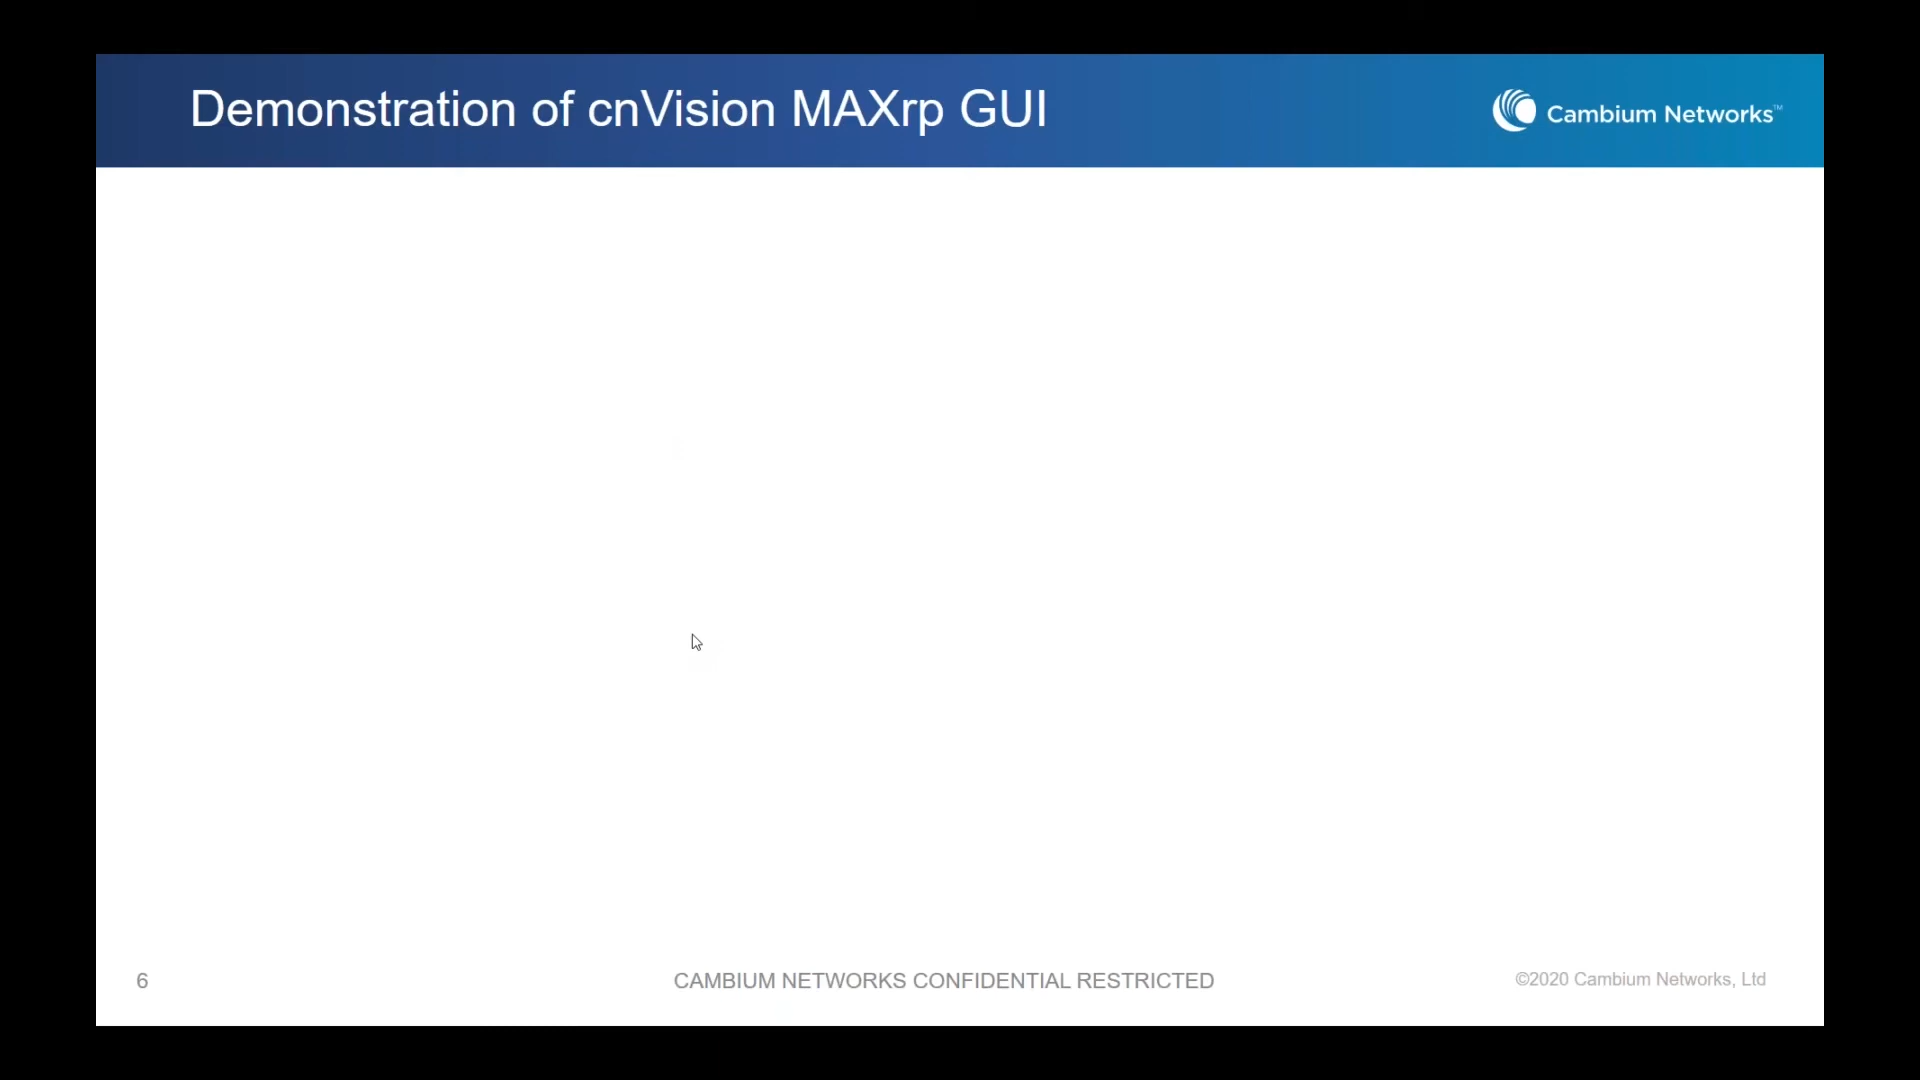 Demonstration of cnVision MAXrp GUI
Cambium Networks™
6
CAMBIUM NETWORKS CONFIDENTIAL RESTRICTED
©2020 Cambium Networks, Ltd